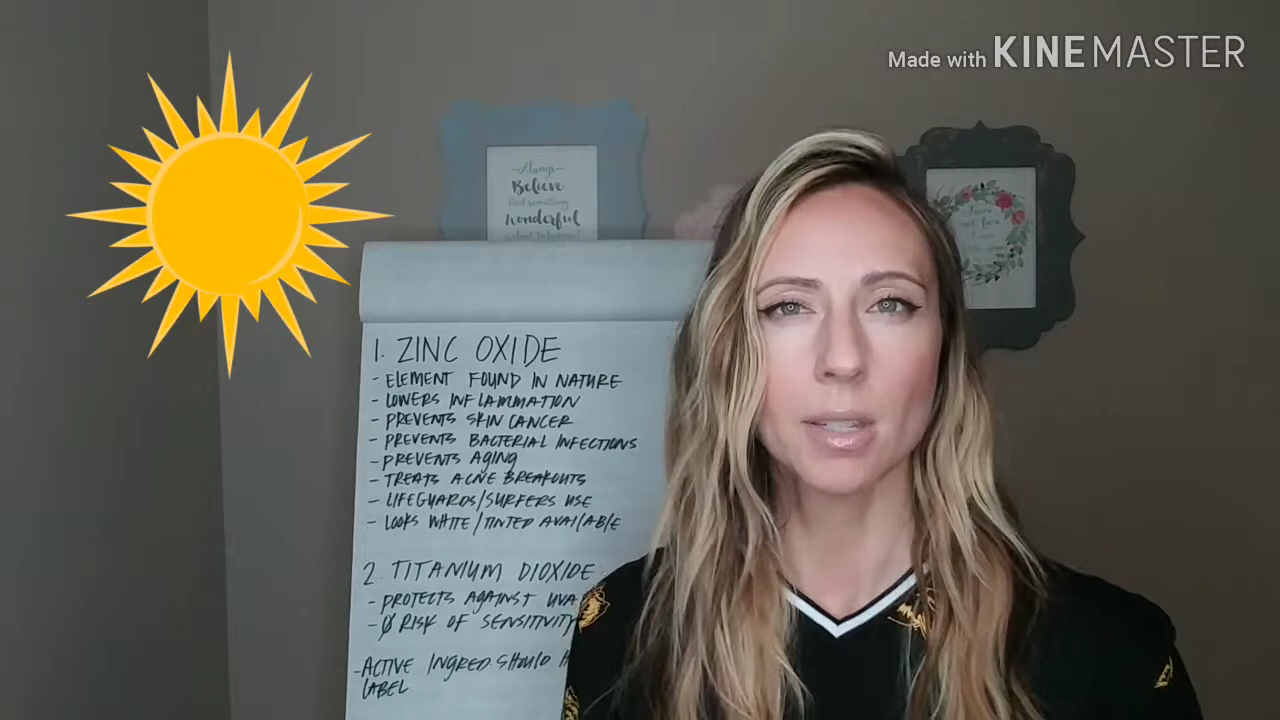 Made with KINEMASTER
Always
Believe
that something
Wonderful
1. ZINC OXIDE
- ELEMENT FOUND IN NATURE
- LOWERS INFLAMMATION
- PREVENTS SKIN CANCER
- PREVENTS BACTERIAL INFECTIONS
- PREVENTS AGING
- TREATS ACNE BREAKOUTS
- LIFEGUARDS/SURFERS USE
- LOOKS WHITE/TINTED AVAILABLE
2. TITANIUM DIOXIDE
- PROTECTS AGAINST UVA
- Ø RISK OF SENSITIVITY
- ACTIVE INGRED. SHOULD
LABEL